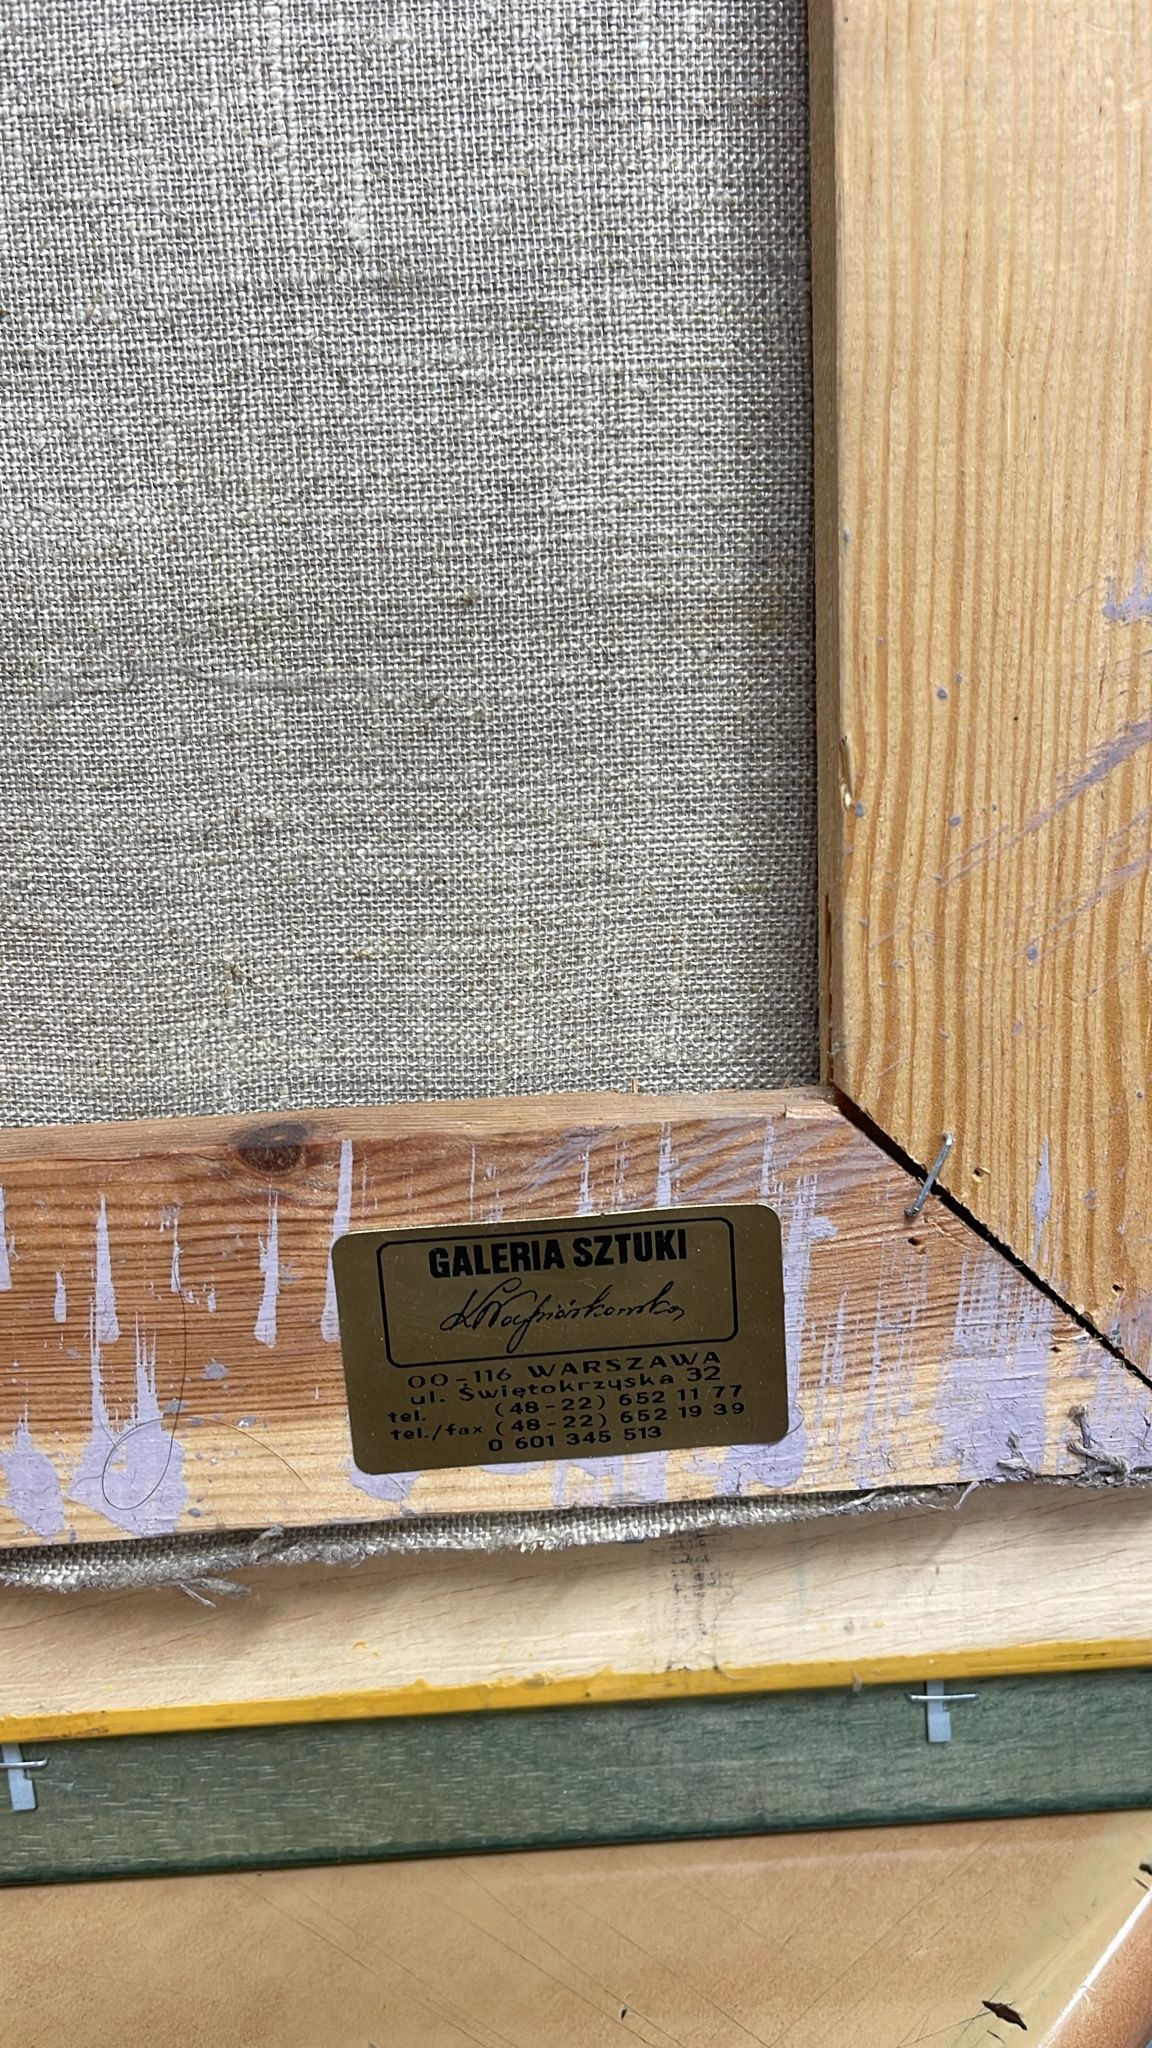 GALERIA SZTUKI
K Napiórkowska
00-116 WARSZAWA
ul. Świętokrzyska 32
tel. (48-22) 652 11 77
tel./fax (48-22) 652 19 39
0 601 345 513